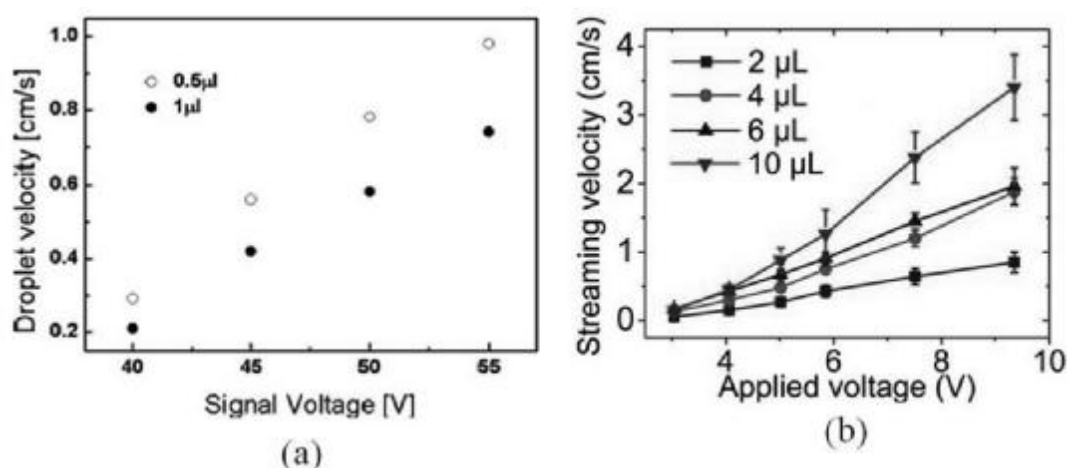 Droplet velocity [cm/s]
1.0
0.8
0.6
0.4
0.2
0.5µl
1µl
40
45
50
55
Signal Voltage [V]
(a)
Streaming velocity (cm/s)
4
3
2
1
0
2 µL
4 µL
6 µL
10 µL
4
6
8
10
Applied voltage (V)
(b)